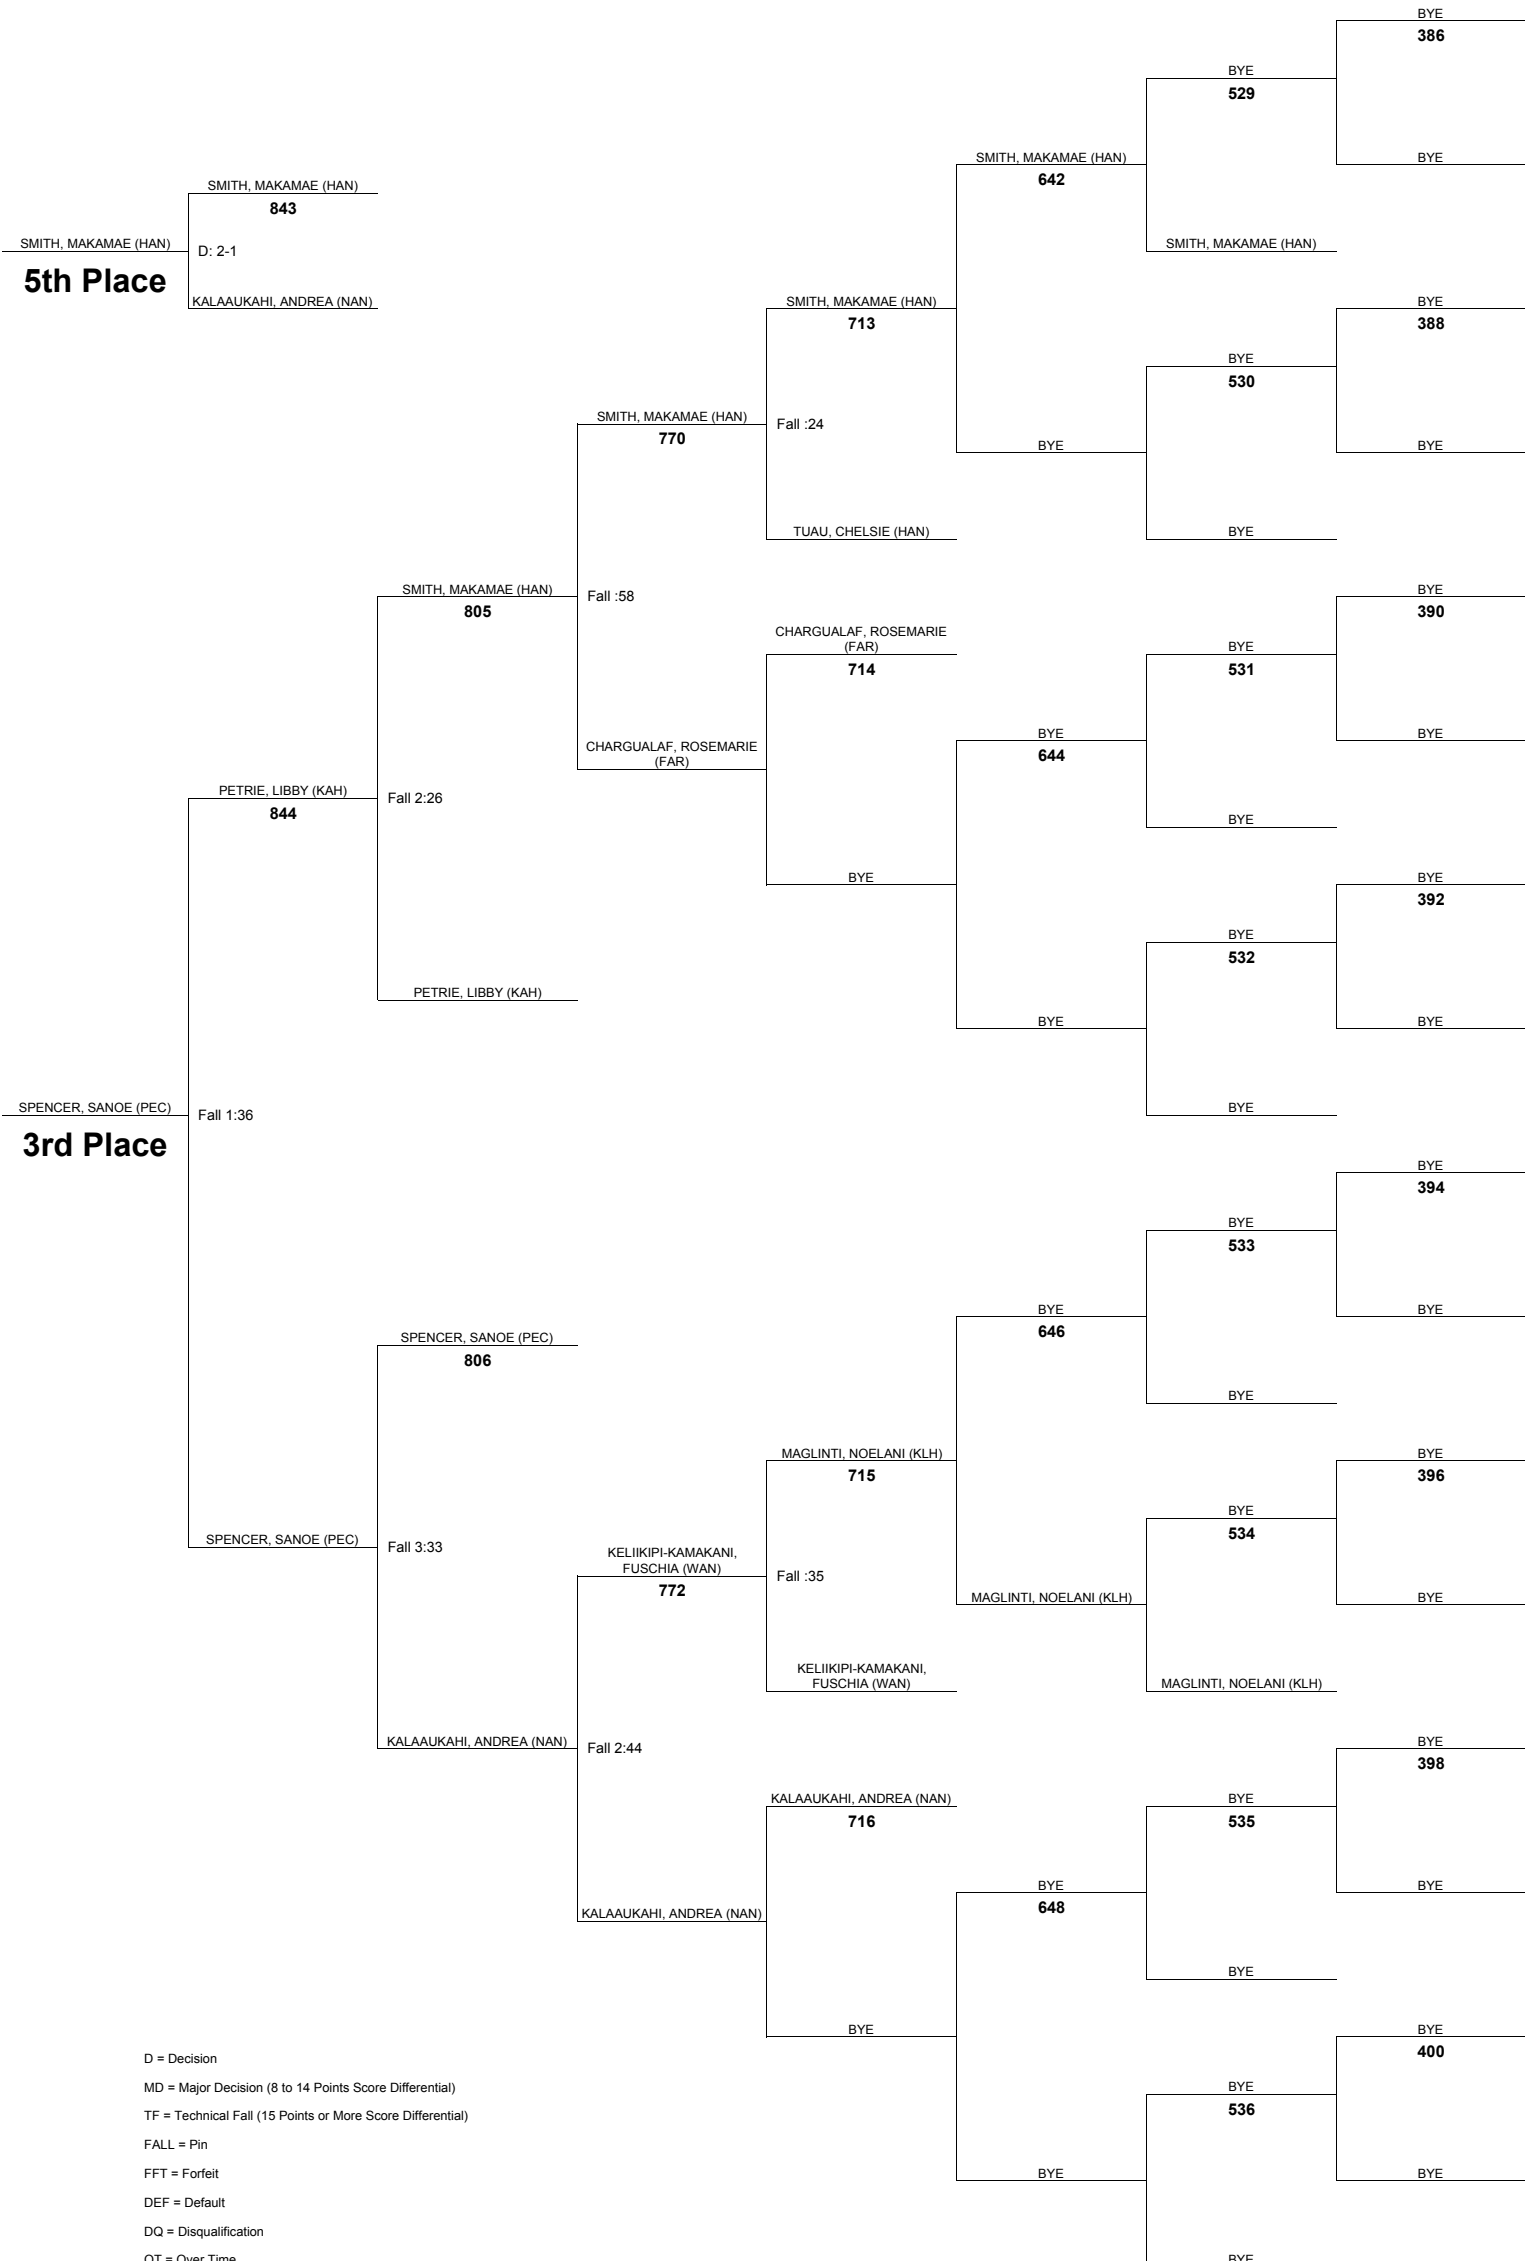 BYE
386
BYE
529
BYE
SMITH, MAKAMAE (HAN)
642
SMITH, MAKAMAE (HAN)
843
SMITH, MAKAMAE (HAN)
D: 2-1
SMITH, MAKAMAE (HAN)
5th Place
KALAAUKAHI, ANDREA (NAN)
SMITH, MAKAMAE (HAN)
713
BYE
388
BYE
530
SMITH, MAKAMAE (HAN)
770
Fall :24
BYE
BYE
TUAU, CHELSIE (HAN)
BYE
SMITH, MAKAMAE (HAN)
805
Fall :58
BYE
390
CHARGUALAF, ROSEMARIE
(FAR)
714
BYE
531
CHARGUALAF, ROSEMARIE
(FAR)
BYE
644
BYE
PETRIE, LIBBY (KAH)
844
Fall 2:26
BYE
BYE
BYE
392
BYE
532
PETRIE, LIBBY (KAH)
BYE
BYE
SPENCER, SANOE (PEC)
Fall 1:36
BYE
3rd Place
BYE
394
BYE
533
BYE
646
BYE
SPENCER, SANOE (PEC)
806
BYE
MAGLINTI, NOELANI (KLH)
715
BYE
396
BYE
534
SPENCER, SANOE (PEC)
Fall 3:33
KELIIKIPI-KAMAKANI,
FUSCHIA (WAN)
772
Fall :35
MAGLINTI, NOELANI (KLH)
BYE
KELIIKIPI-KAMAKANI,
FUSCHIA (WAN)
MAGLINTI, NOELANI (KLH)
KALAAUKAHI, ANDREA (NAN)
Fall 2:44
BYE
398
KALAAUKAHI, ANDREA (NAN)
716
BYE
535
BYE
648
BYE
KALAAUKAHI, ANDREA (NAN)
BYE
BYE
BYE
400
D = Decision
MD = Major Decision (8 to 14 Points Score Differential)
BYE
536
TF = Technical Fall (15 Points or More Score Differential)
FALL = Pin
FFT = Forfeit
BYE
BYE
DEF = Default
DQ = Disqualification
OT = Over Time
BYE